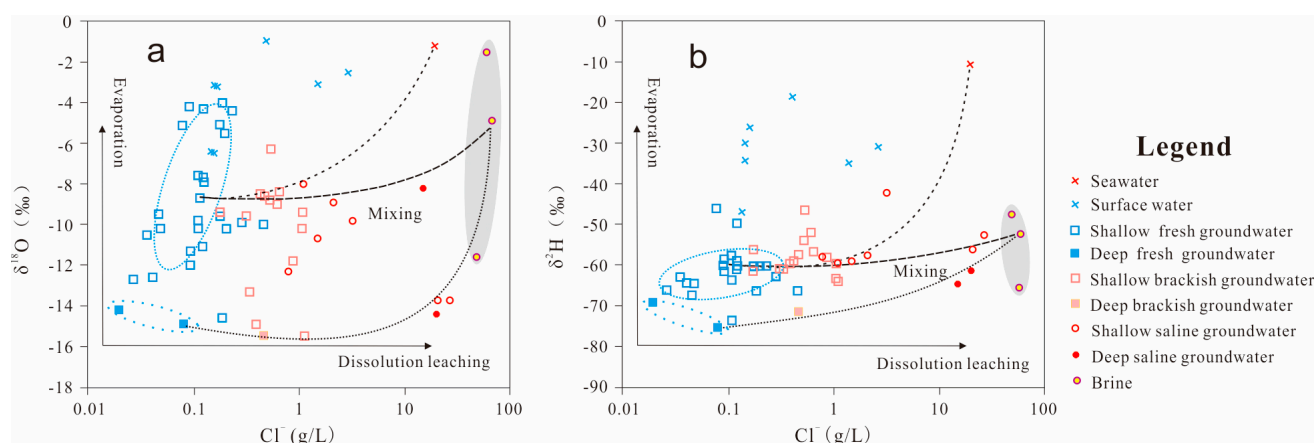 a
0
-2
-4
-6
-8
-10
-12
-14
-16
-18
0.01
0.1
1
10
100
δ¹⁸O (‰)
Cl⁻ (g/L)
Evaporation
Mixing
Dissolution leaching
b
0
-10
-20
-30
-40
-50
-60
-70
-80
-90
0.01
0.1
1
10
100
δ²H (‰)
Cl⁻ (g/L)
Evaporation
Mixing
Dissolution leaching
Legend
Seawater
Surface water
Shallow fresh groundwater
Deep fresh groundwater
Shallow brackish groundwater
Deep brackish groundwater
Shallow saline groundwater
Deep saline groundwater
Brine